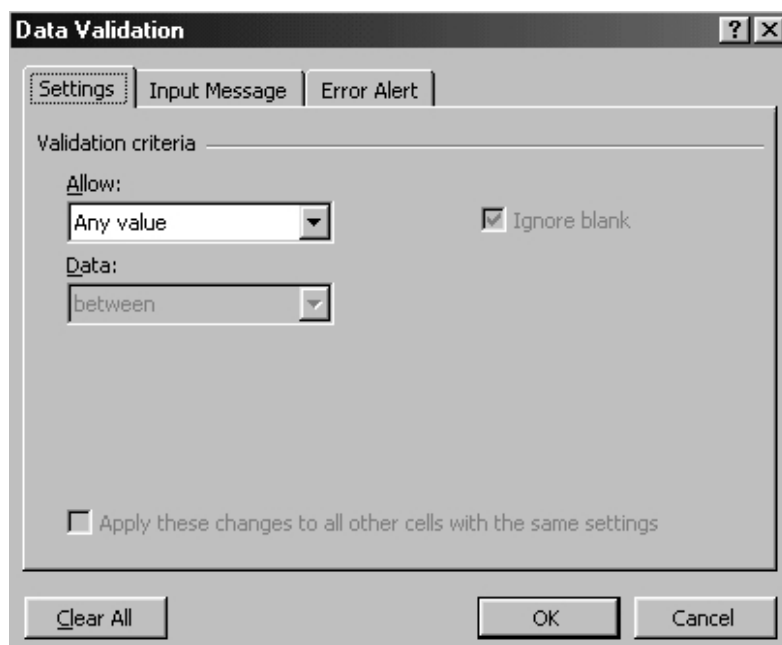 Data Validation ? X
Settings Input Message Error Alert
Validation criteria
Allow:
Any value Ignore blank
Data:
between
Apply these changes to all other cells with the same settings
Clear All OK Cancel